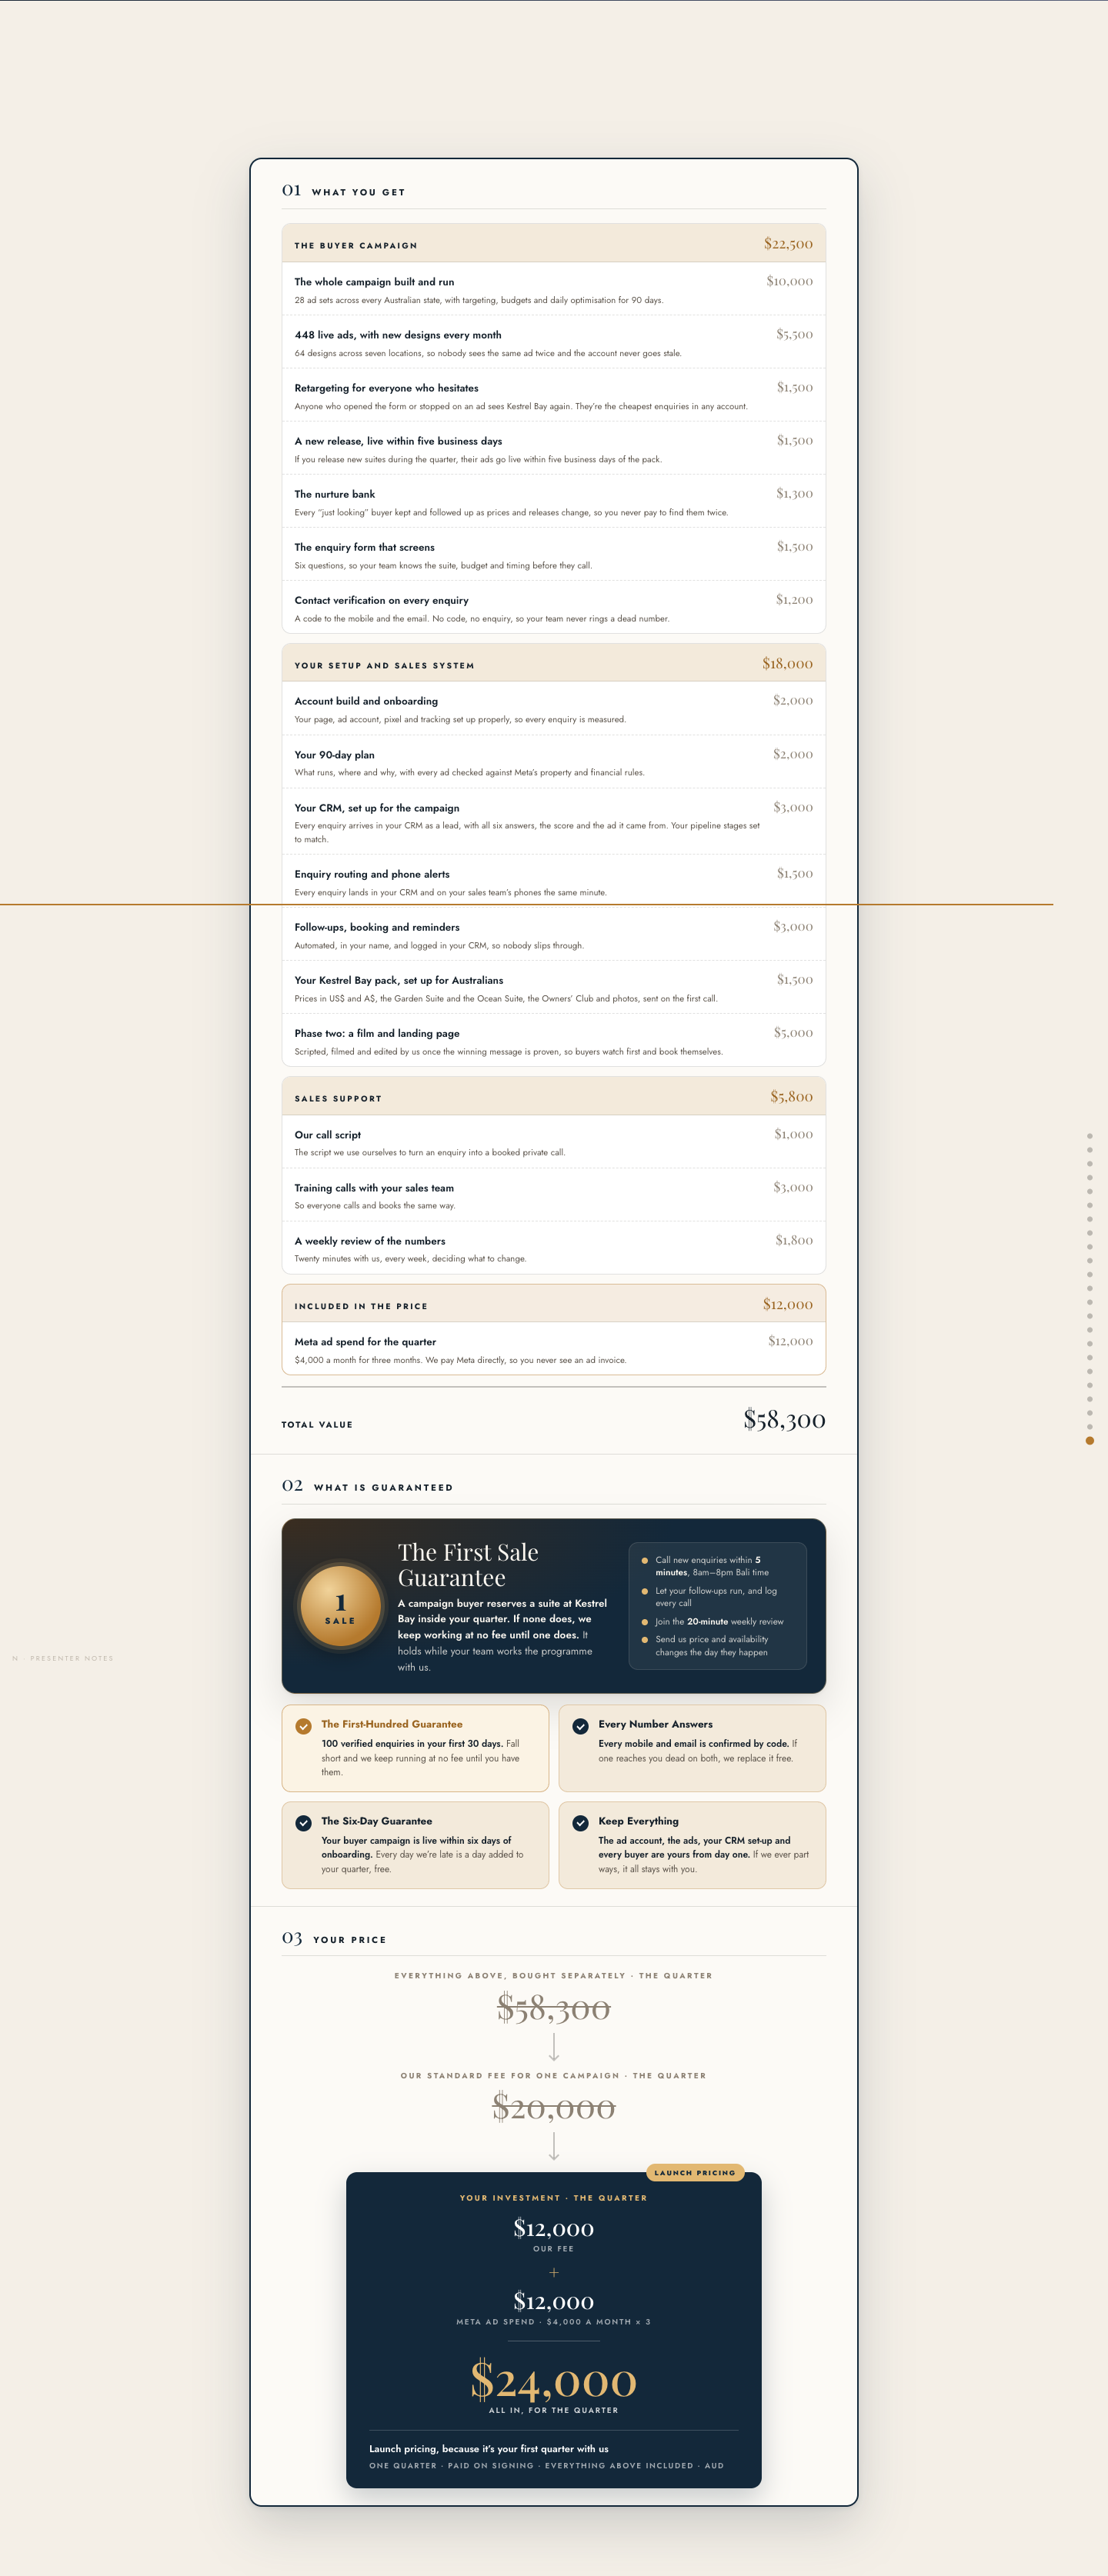 01 WHAT YOU GET
THE BUYER CAMPAIGN $22,500
The whole campaign built and run $10,000
28 ad sets across every Australian state, with targeting, budgets and daily optimisation for 90 days.
448 live ads, with new designs every month $5,500
64 designs across seven locations, so nobody sees the same ad twice and the account never goes stale.
Retargeting for everyone who hesitates $1,500
Anyone who opened the form or stopped on an ad sees Kestrel Bay again. They’re the cheapest enquiries in any account.
A new release, live within five business days $1,500
If you release new suites during the quarter, their ads go live within five business days of the pack.
The nurture bank $1,300
Every “just looking” buyer kept and followed up as prices and releases change, so you never pay to find them twice.
The enquiry form that screens $1,500
Six questions, so your team knows the suite, budget and timing before they call.
Contact verification on every enquiry $1,200
A code to the mobile and the email. No code, no enquiry, so your team never rings a dead number.
YOUR SETUP AND SALES SYSTEM $18,000
Account build and onboarding $2,000
Your page, ad account, pixel and tracking set up properly, so every enquiry is measured.
Your 90-day plan $2,000
What runs, where and why, with every ad checked against Meta’s property and financial rules.
Your CRM, set up for the campaign $3,000
Every enquiry arrives in your CRM as a lead, with all six answers, the score and the ad it came from. Your pipeline stages set
to match.
Enquiry routing and phone alerts $1,500
Every enquiry lands in your CRM and on your sales team’s phones the same minute.
Follow-ups, booking and reminders $3,000
Automated, in your name, and logged in your CRM, so nobody slips through.
Your Kestrel Bay pack, set up for Australians $1,500
Prices in US$ and A$, the Garden Suite and the Ocean Suite, the Owners’ Club and photos, sent on the first call.
Phase two: a film and landing page $5,000
Scripted, filmed and edited by us once the winning message is proven, so buyers watch first and book themselves.
SALES SUPPORT $5,800
Our call script $1,000
The script we use ourselves to turn an enquiry into a booked private call.
Training calls with your sales team $3,000
So everyone calls and books the same way.
A weekly review of the numbers $1,800
Twenty minutes with us, every week, deciding what to change.
INCLUDED IN THE PRICE $12,000
Meta ad spend for the quarter $12,000
$4,000 a month for three months. We pay Meta directly, so you never see an ad invoice.
TOTAL VALUE $58,300
02 WHAT IS GUARANTEED
1
SALE
The First Sale
Guarantee
A campaign buyer reserves a suite at Kestrel
Bay inside your quarter. If none does, we
keep working at no fee until one does. It
holds while your team works the programme
with us.
Call new enquiries within 5
minutes, 8am–8pm Bali time
Let your follow-ups run, and log
every call
Join the 20-minute weekly review
Send us price and availability
changes the day they happen
N · PRESENTER NOTES
The First-Hundred Guarantee
100 verified enquiries in your first 30 days. Fall
short and we keep running at no fee until you have
them.
Every Number Answers
Every mobile and email is confirmed by code. If
one reaches you dead on both, we replace it free.
The Six-Day Guarantee
Your buyer campaign is live within six days of
onboarding. Every day we’re late is a day added to
your quarter, free.
Keep Everything
The ad account, the ads, your CRM set-up and
every buyer are yours from day one. If we ever part
ways, it all stays with you.
03 YOUR PRICE
EVERYTHING ABOVE, BOUGHT SEPARATELY · THE QUARTER
$58,300
OUR STANDARD FEE FOR ONE CAMPAIGN · THE QUARTER
$20,000
LAUNCH PRICING
YOUR INVESTMENT · THE QUARTER
$12,000
OUR FEE
+
$12,000
META AD SPEND · $4,000 A MONTH × 3
$24,000
ALL IN, FOR THE QUARTER
Launch pricing, because it’s your first quarter with us
ONE QUARTER · PAID ON SIGNING · EVERYTHING ABOVE INCLUDED · AUD